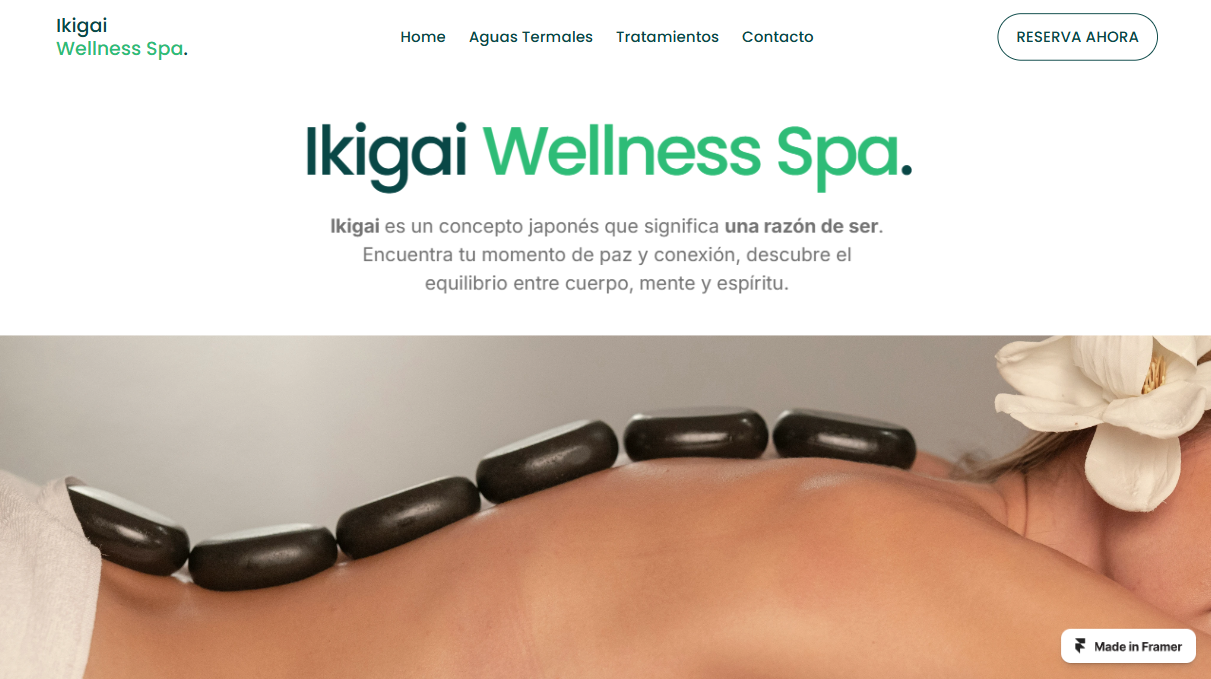 Ikigai
Wellness Spa.
Home Aguas Termales Tratamientos Contacto
RESERVA AHORA
Ikigai Wellness Spa.
Ikigai es un concepto japonés que significa una razón de ser.
Encuentra tu momento de paz y conexión, descubre el
equilibrio entre cuerpo, mente y espíritu.
Made in Framer